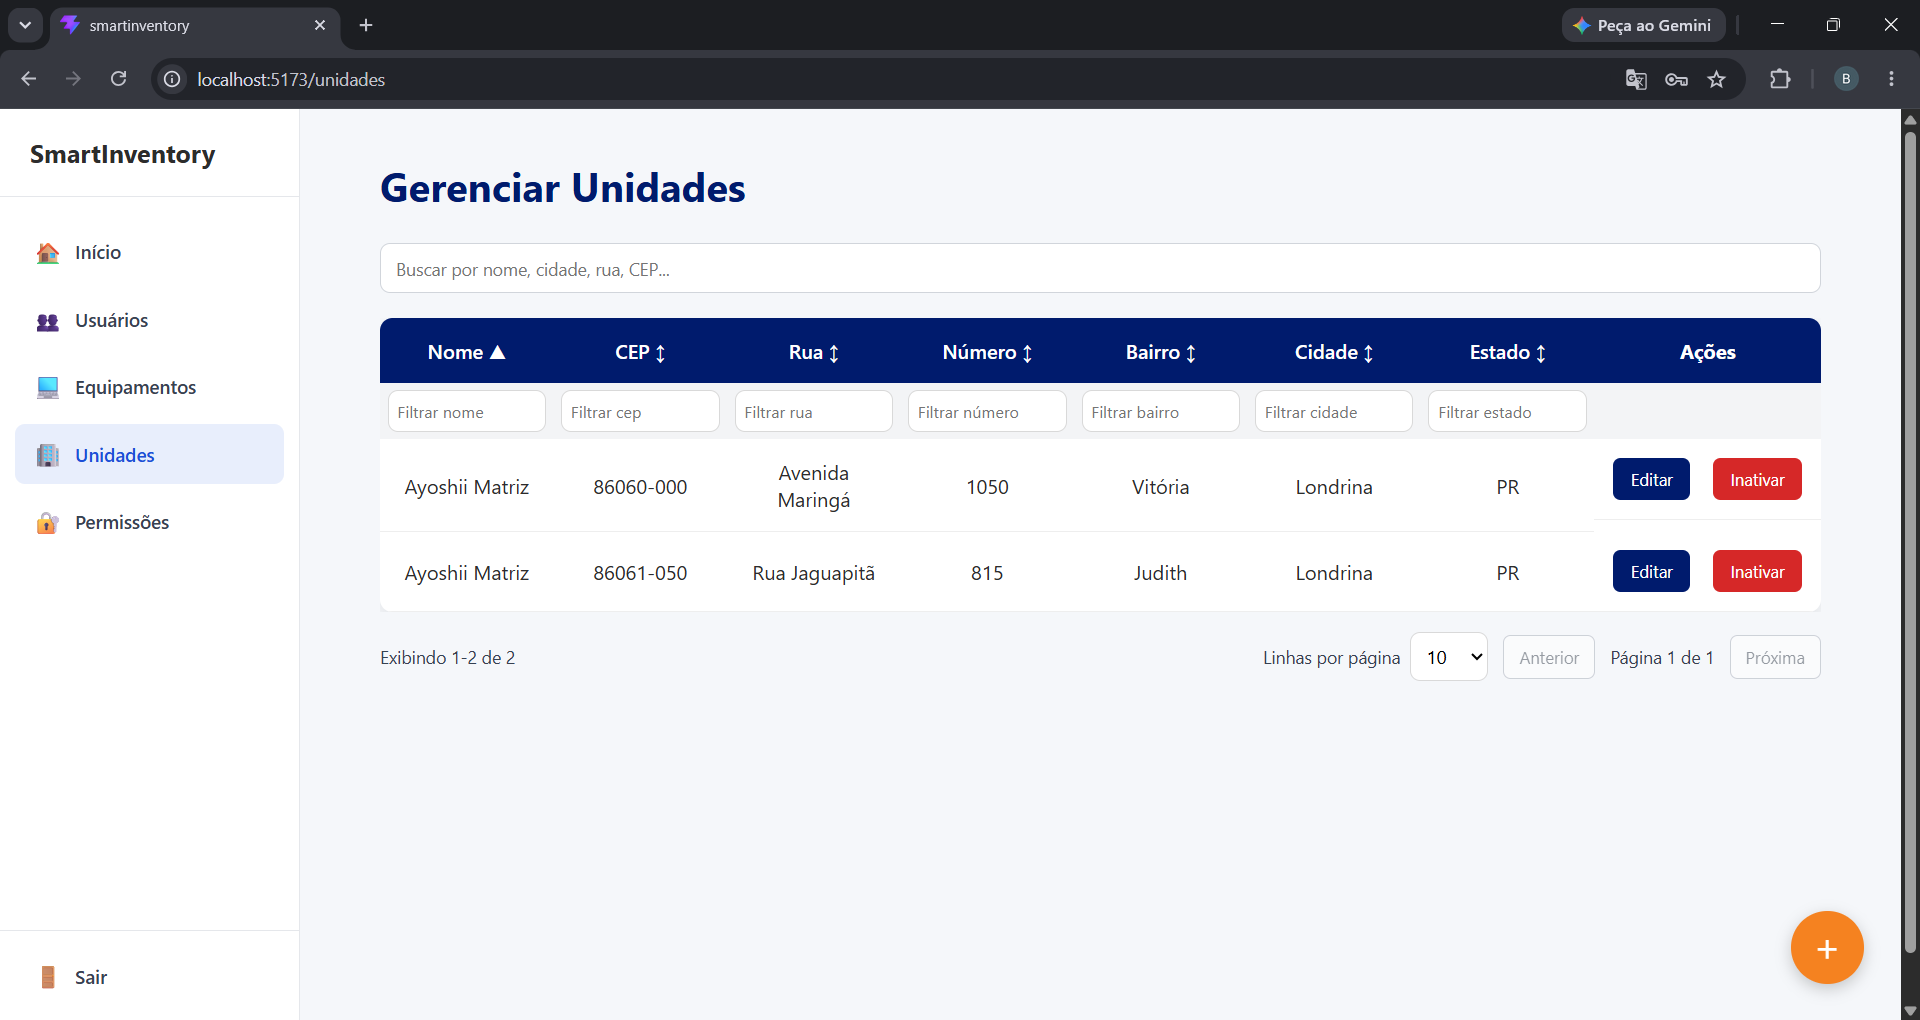 smartinventory
Peça ao Gemini
localhost:5173/unidades
B
SmartInventory
Início
Usuários
Equipamentos
Unidades
Permissões
Sair
Gerenciar Unidades
Buscar por nome, cidade, rua, CEP...
Nome ▲ CEP ↕ Rua ↕ Número ↕ Bairro ↕ Cidade ↕ Estado ↕ Ações
Filtrar nome Filtrar cep Filtrar rua Filtrar número Filtrar bairro Filtrar cidade Filtrar estado
Ayoshii Matriz 86060-000 Avenida Maringá 1050 Vitória Londrina PR Editar Inativar
Ayoshii Matriz 86061-050 Rua Jaguapitã 815 Judith Londrina PR Editar Inativar
Exibindo 1-2 de 2 Linhas por página 10 Anterior Página 1 de 1 Próxima
+